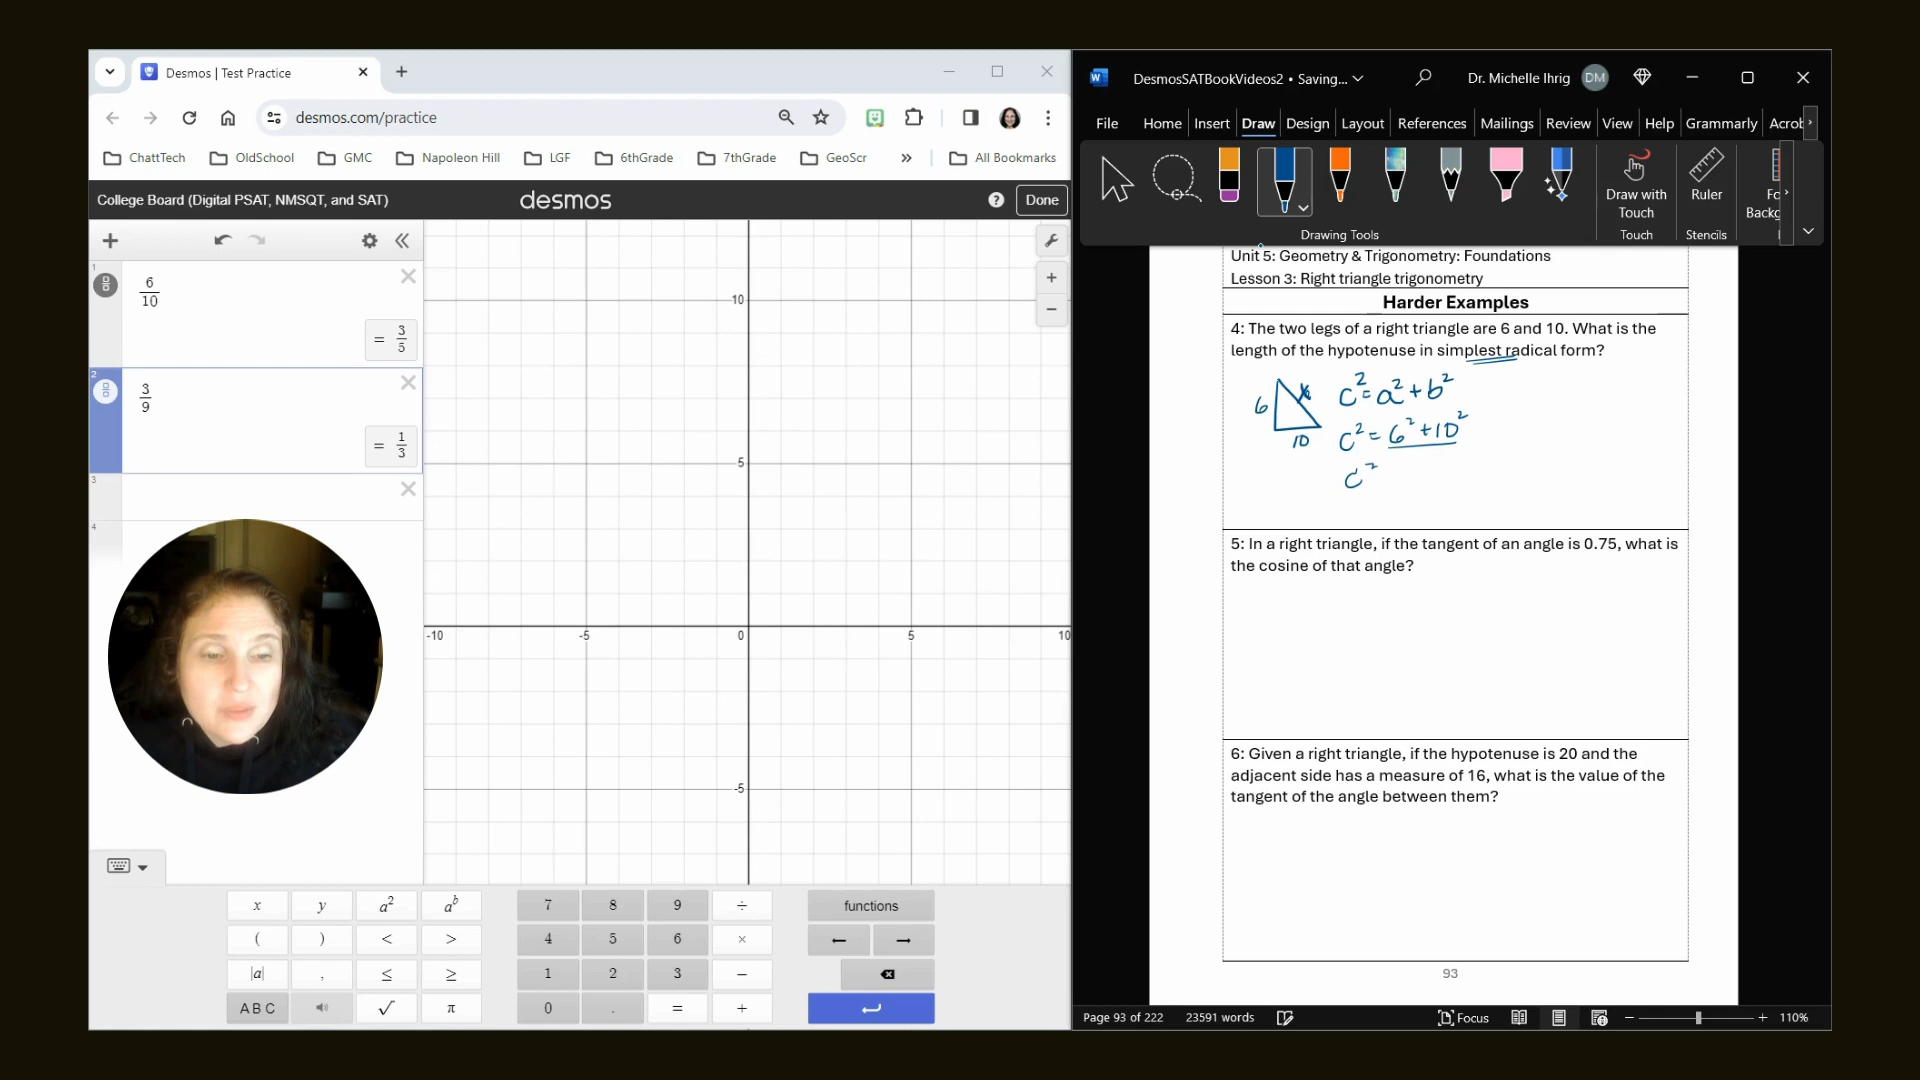 Desmos | Test Practice
desmos.com/practice
ChattTech OldSchool GMC Napoleon Hill LGF 6thGrade 7thGrade GeoScr » All Bookmarks
College Board (Digital PSAT, NMSQT, and SAT) desmos Done
1
6/10
= 3/5
2
3/9
= 1/3
3
4
10
5
-10 -5 0 5 10
-5
x y a² aᵇ 7 8 9 ÷ functions
( ) < > 4 5 6 × ← →
|a| , ≤ ≥ 1 2 3 −
A B C √ π 0 . = +
DesmosSATBookVideos2 • Saving... Dr. Michelle Ihrig DM
File Home Insert Draw Design Layout References Mailings Review View Help Grammarly Acrob
Draw with Touch
Ruler
Fo
Backg
Drawing Tools Touch Stencils
Unit 5: Geometry & Trigonometry: Foundations
Lesson 3: Right triangle trigonometry
Harder Examples
4: The two legs of a right triangle are 6 and 10. What is the
length of the hypotenuse in simplest radical form?
6
10
c² = a² + b²
c² = 6² + 10²
c²
5: In a right triangle, if the tangent of an angle is 0.75, what is
the cosine of that angle?
6: Given a right triangle, if the hypotenuse is 20 and the
adjacent side has a measure of 16, what is the value of the
tangent of the angle between them?
93
Page 93 of 222 23591 words Focus − + 110%